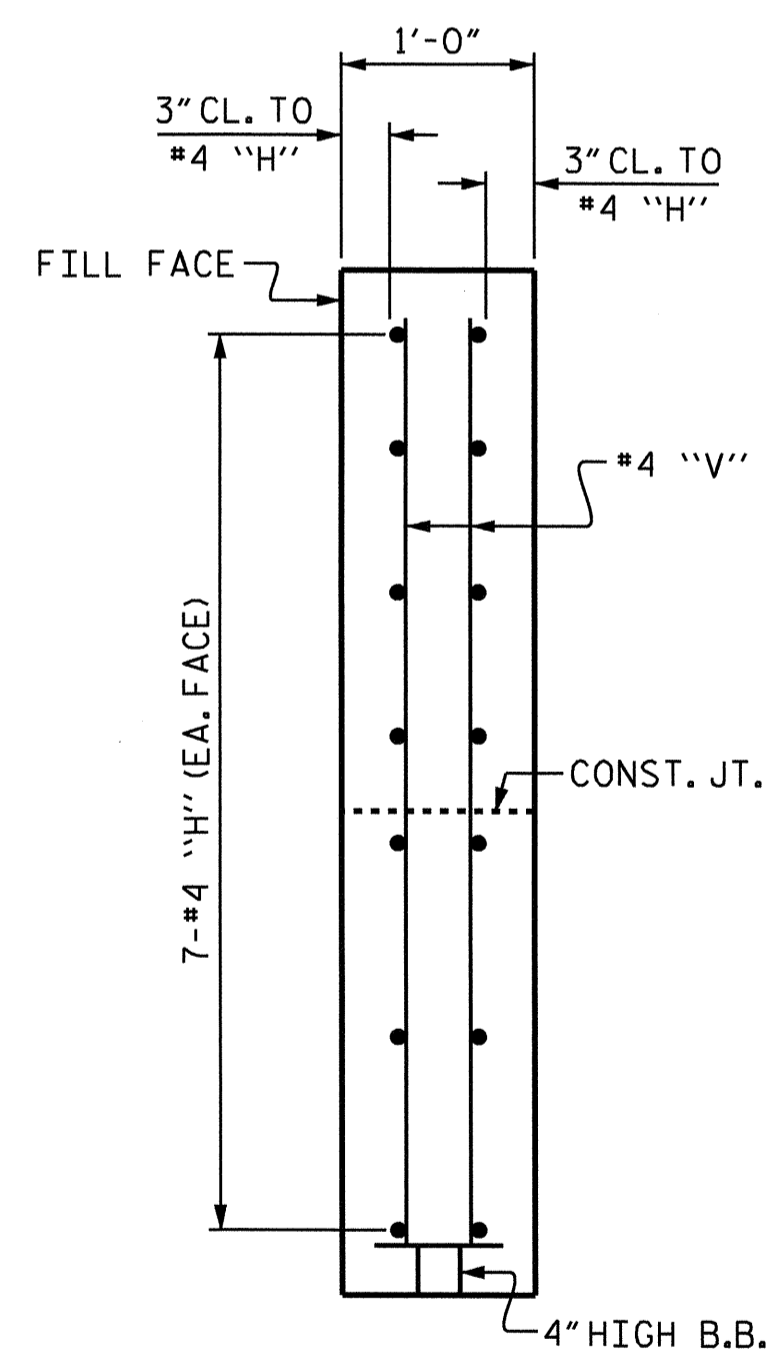 1'-0"
3" CL. TO
#4 ``H''
3" CL. TO
#4 ``H''
FILL FACE
#4 ``V''
7-#4 ``H'' (EA. FACE)
CONST. JT.
4" HIGH B.B.